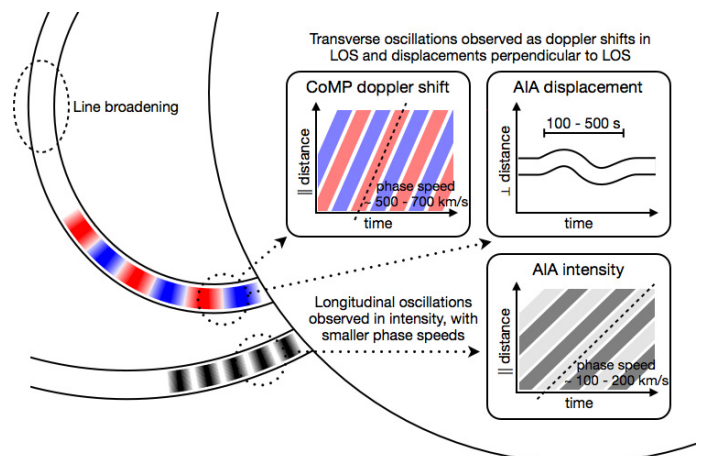 Transverse oscillations observed as doppler shifts in
LOS and displacements perpendicular to LOS
Line broadening
CoMP doppler shift
|| distance
phase speed
~ 500 - 700 km/s
time
AIA displacement
100 - 500 s
⊥ distance
time
Longitudinal oscillations
observed in intensity, with
smaller phase speeds
AIA intensity
|| distance
phase speed
~ 100 - 200 km/s
time